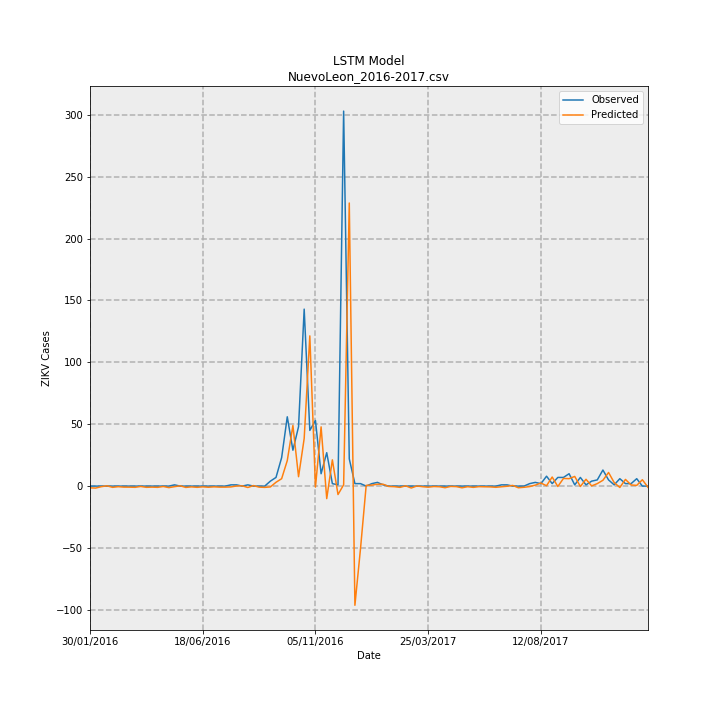 LSTM Model
NuevoLeon_2016-2017.csv
Observed
Predicted
300
250
200
150
100
50
0
−50
−100
ZIKV Cases
30/01/2016 18/06/2016 05/11/2016 25/03/2017 12/08/2017
Date